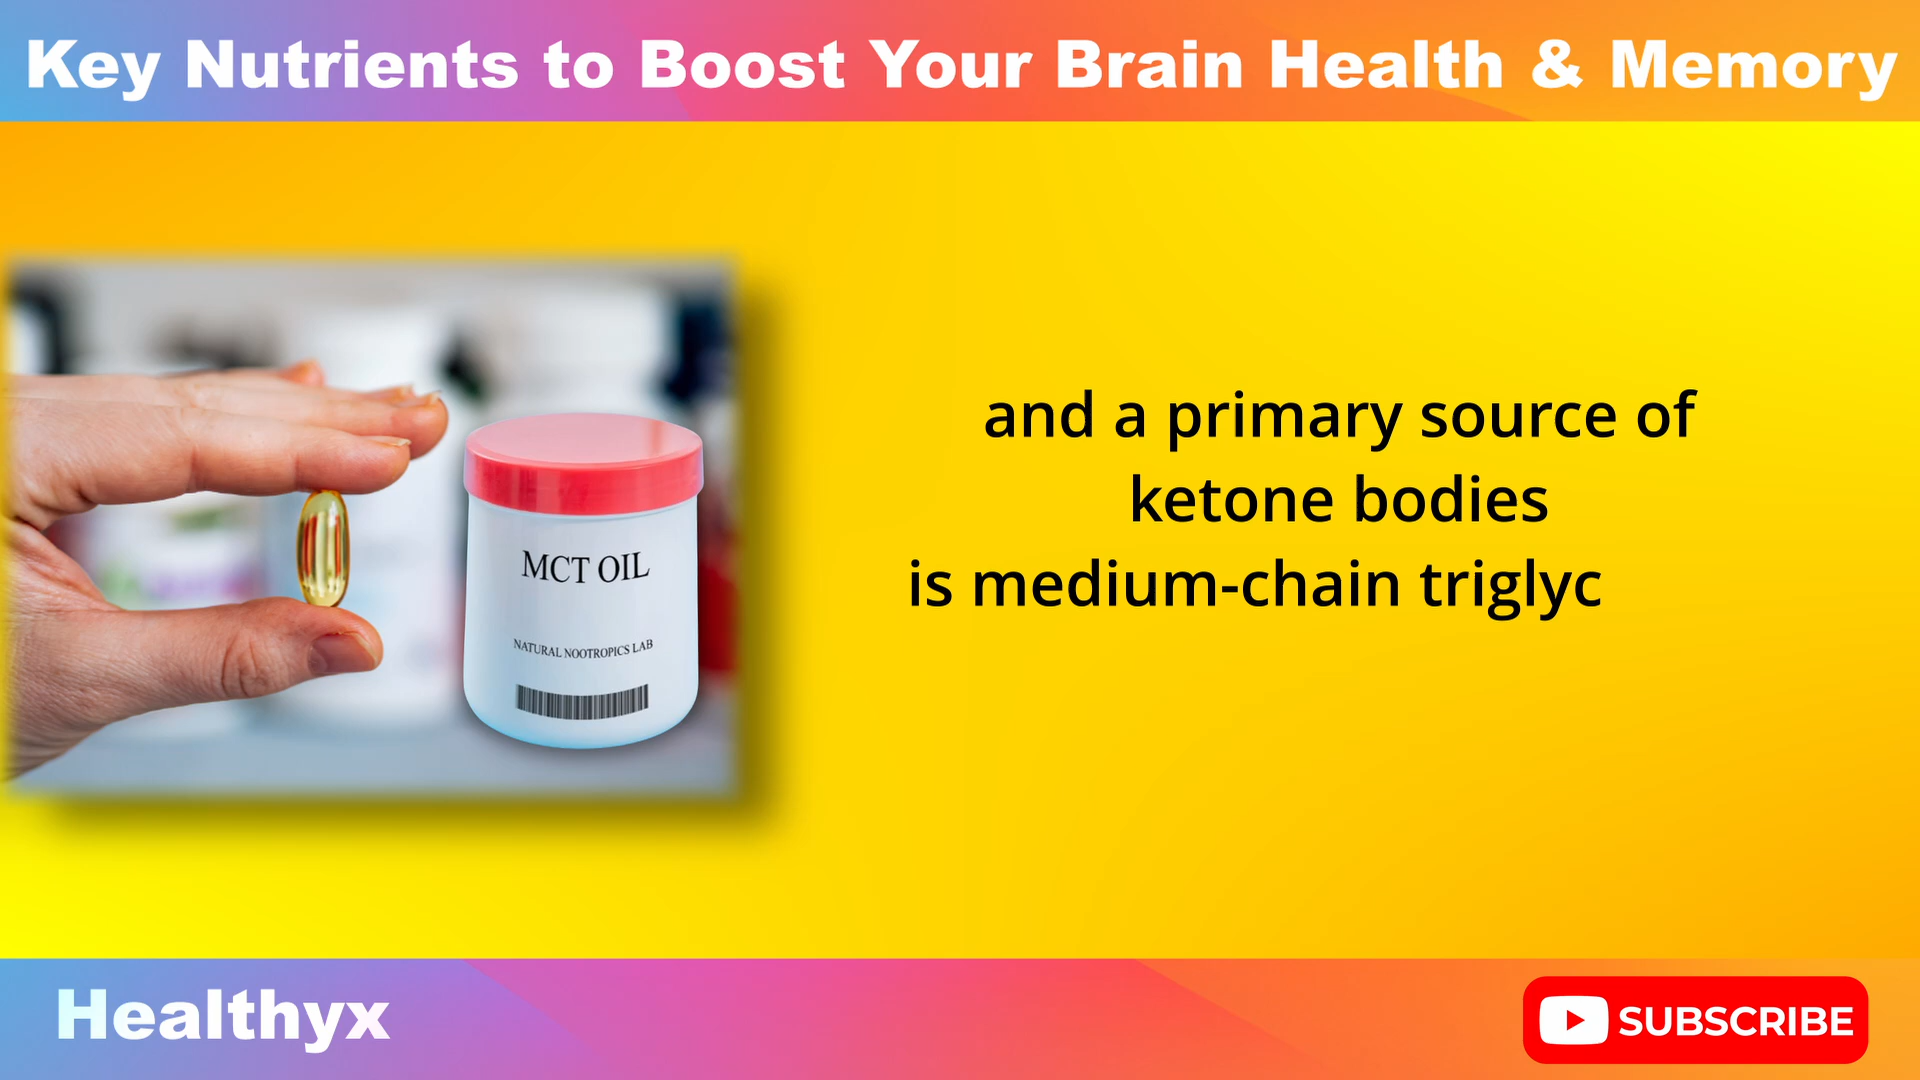 Key Nutrients to Boost Your Brain Health & Memory
and a primary source of
ketone bodies
is medium-chain triglyc
MCT OIL
NATURAL NOOTROPICS LAB
Healthyx
SUBSCRIBE